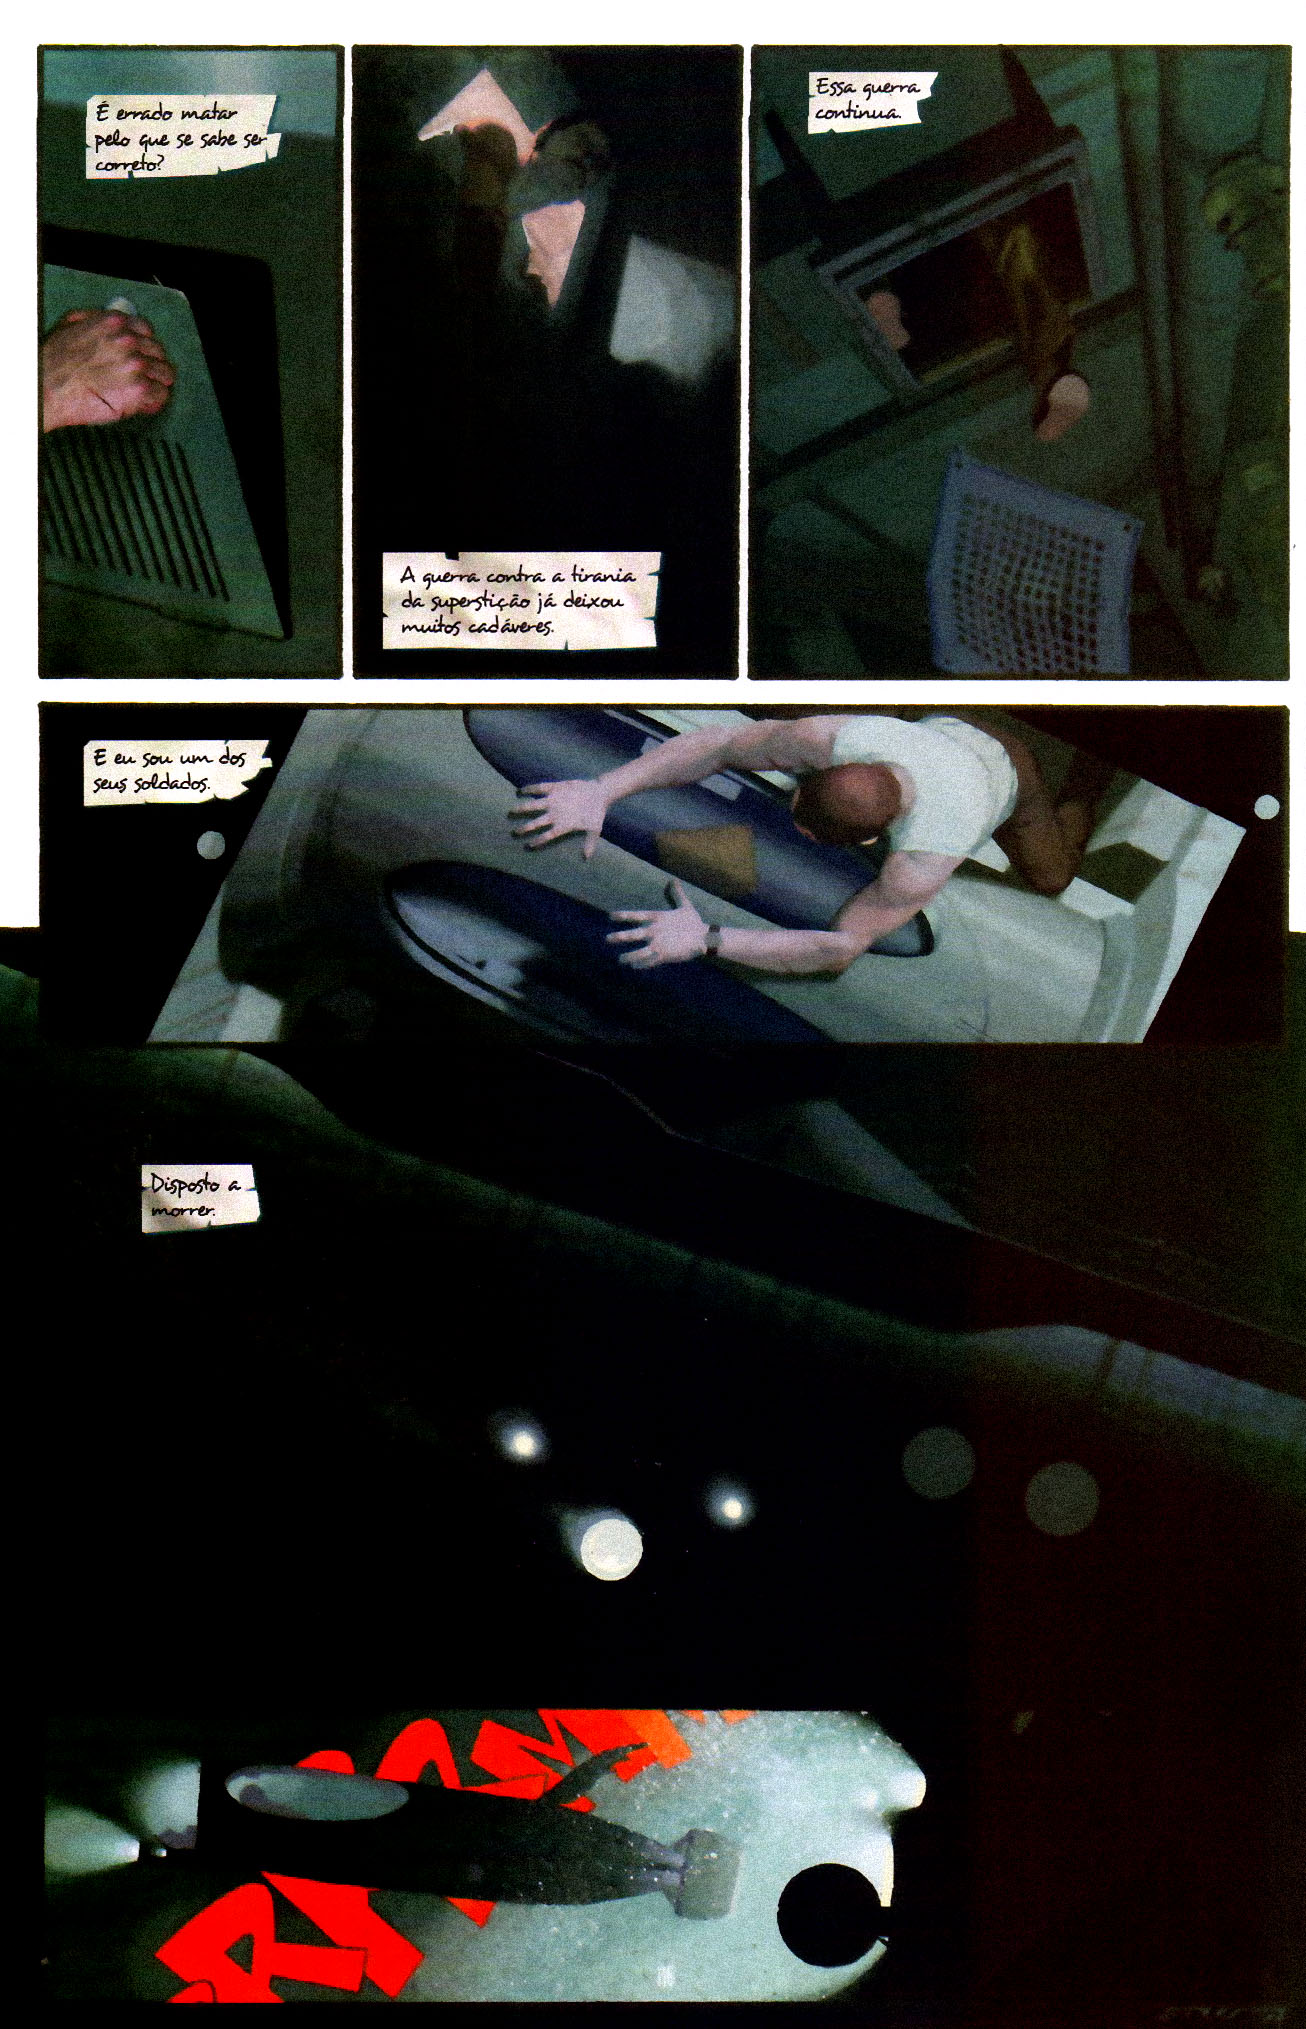 É errado matar
pelo que se sabe ser
correto?
A guerra contra a tirania
da superstição já deixou
muitos cadáveres.
Essa guerra
continua.
E eu sou um dos
seus soldados.
Disposto a
morrer.